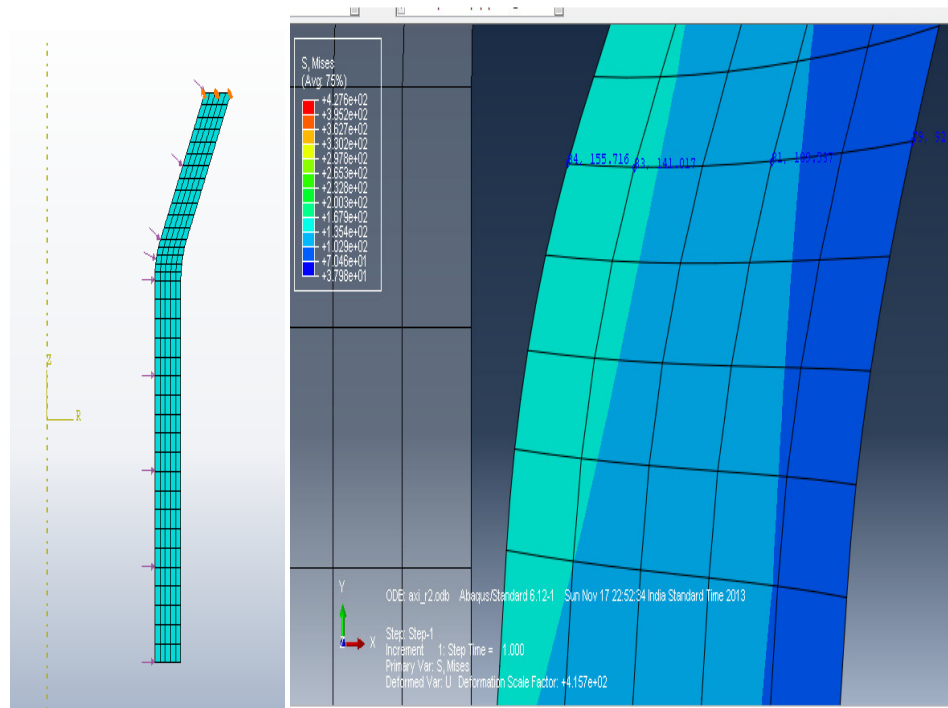 Z
R
S, Mises
(Avg: 75%)
+4.276e+02
+3.952e+02
+3.627e+02
+3.302e+02
+2.978e+02
+2.653e+02
+2.328e+02
+2.003e+02
+1.679e+02
+1.354e+02
+1.029e+02
+7.046e+01
+3.798e+01
84, 155.716
83, 141.017
Y
X
ODB: axi_r2.odb Abaqus/Standard 6.12-1 Sun Nov 17 22:52:34 India Standard Time 2013
Step: Step-1
Increment 1: Step Time = 1.000
Primary Var: S, Mises
Deformed Var: U Deformation Scale Factor: +4.157e+02